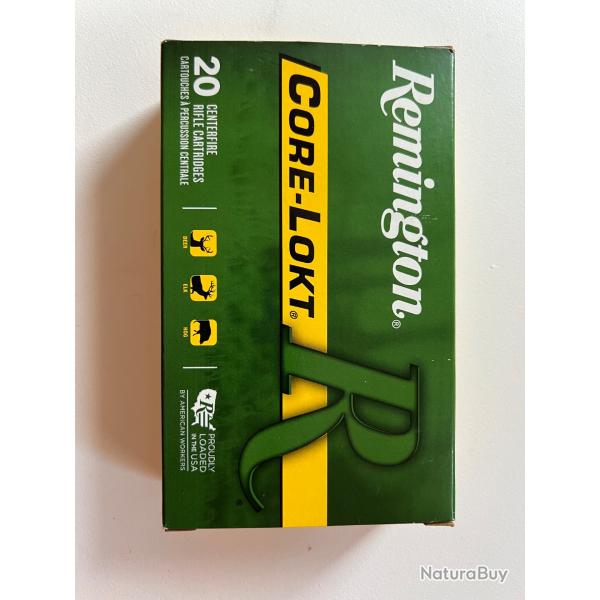 Remington®
CORE-LOKT®
R®
20 CENTERFIRE
RIFLE CARTRIDGES
CARTOUCHES À PERCUSSION CENTRALE
DEER
ELK
HOG
R
PROUDLY
LOADED
IN THE USA
BY AMERICAN WORKERS
NaturaBuy